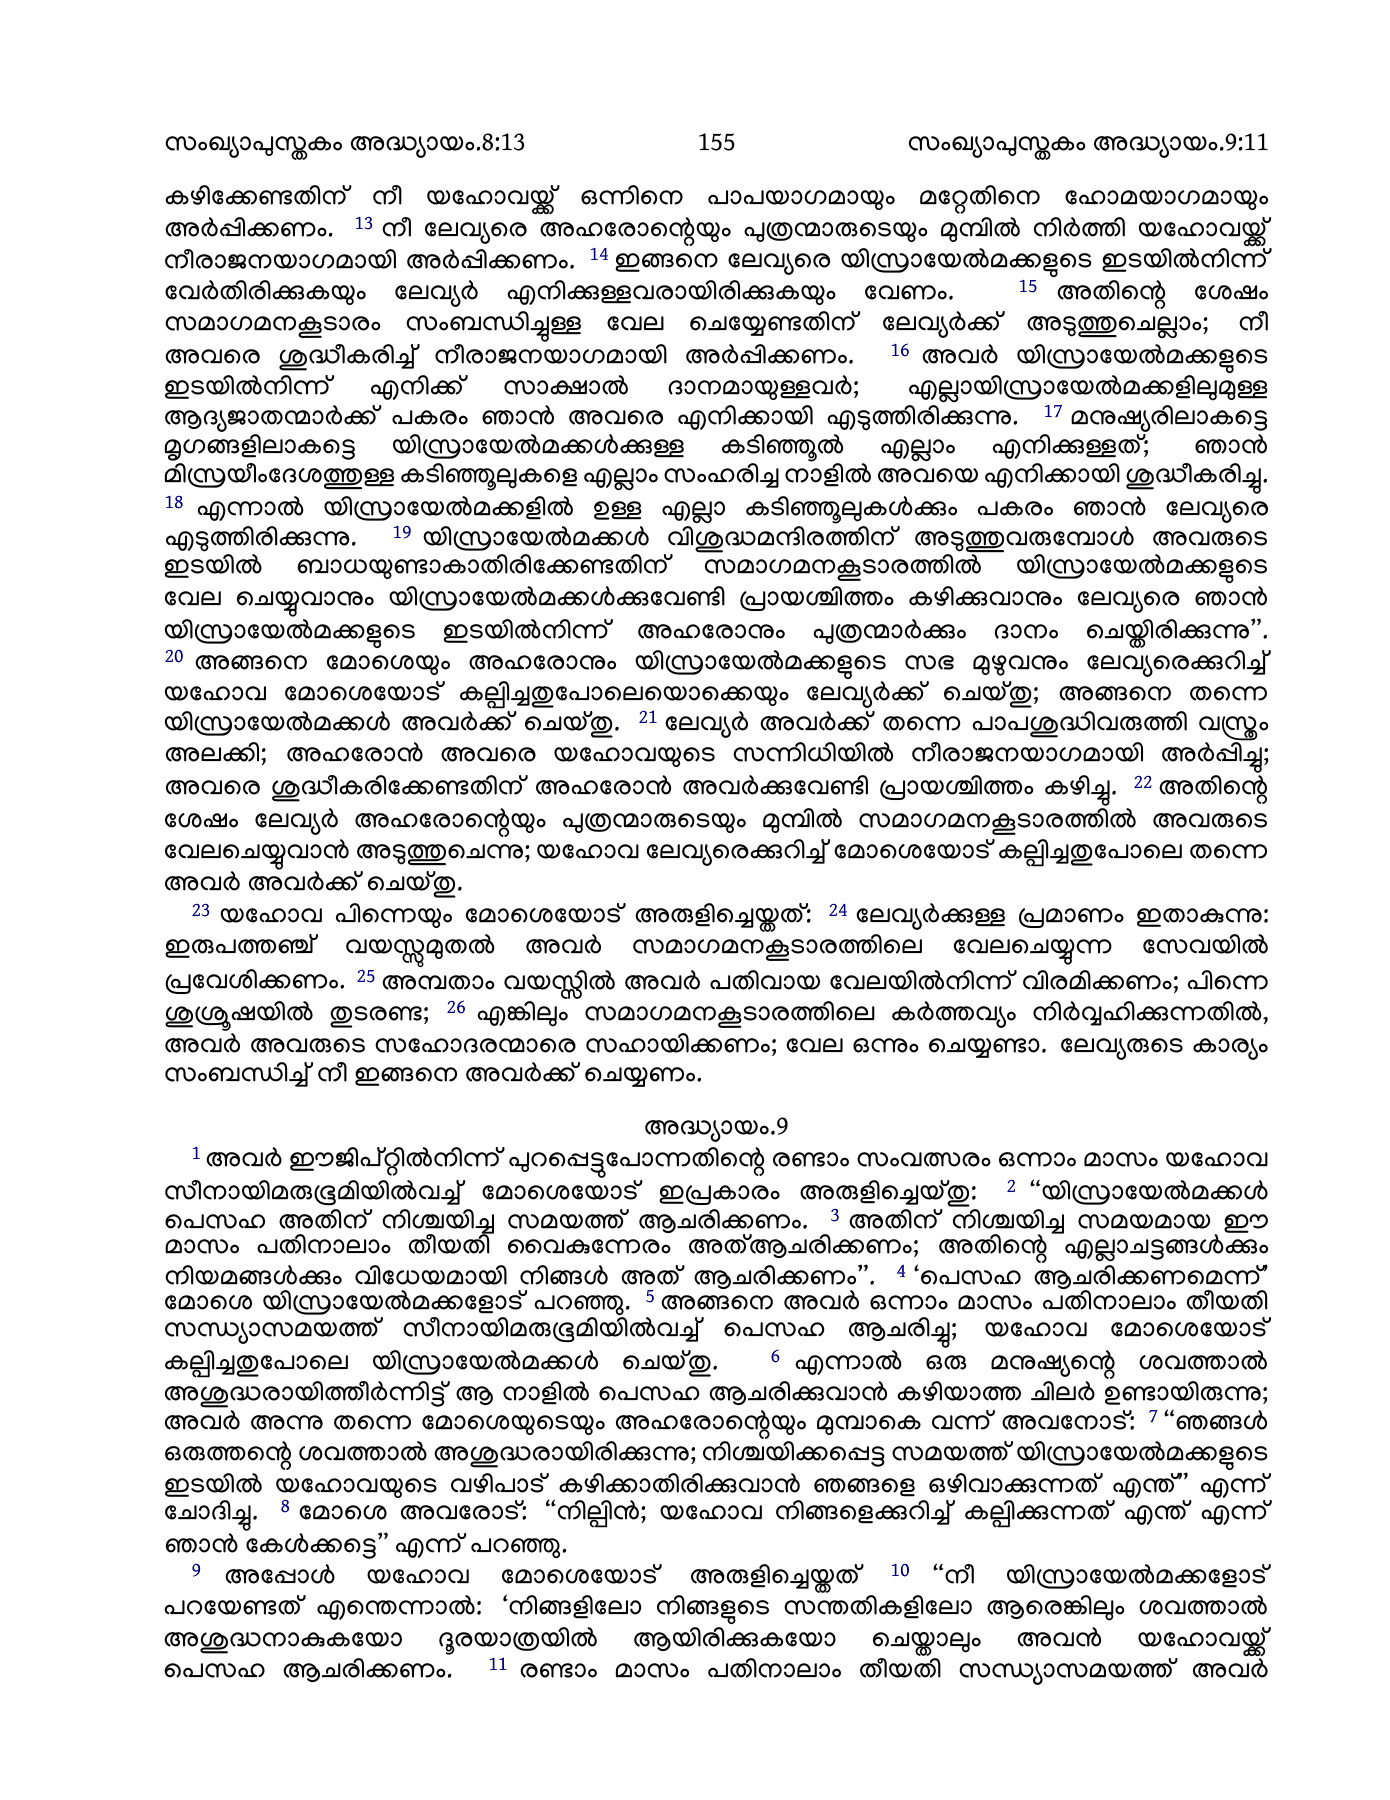 സംഖ്യാപുസ്തകം അദ്ധ്യായം.8:13 155 സംഖ്യാപുസ്തകം അദ്ധ്യായം.9:11
കഴിക്കേണ്ടതിന് നീ യഹോവയ്ക്ക് ഒന്നിനെ പാപയാഗമായും മറ്റേതിനെ ഹോമയാഗമായും
അർപ്പിക്കണം. 13 നീ ലേവ്യരെ അഹരോന്റെയും പുത്രന്മാരുടെയും മുമ്പിൽ നിർത്തി യഹോവയ്ക്ക്
നീരാജനയാഗമായി അർപ്പിക്കണം. 14 ഇങ്ങനെ ലേവ്യരെ യിസ്രായേൽമക്കളുടെ ഇടയിൽനിന്ന്
വേർതിരിക്കുകയും ലേവ്യർ എനിക്കുള്ളവരായിരിക്കുകയും വേണം. 15 അതിന്റെ ശേഷം
സമാഗമനകൂടാരം സംബന്ധിച്ചുള്ള വേല ചെയ്യേണ്ടതിന് ലേവ്യർക്ക് അടുത്തുചെല്ലാം; നീ
അവരെ ശുദ്ധീകരിച്ച് നീരാജനയാഗമായി അർപ്പിക്കണം. 16 അവർ യിസ്രായേൽമക്കളുടെ
ഇടയിൽനിന്ന് എനിക്ക് സാക്ഷാൽ ദാനമായുള്ളവർ; എല്ലായിസ്രായേൽമക്കളിലുമുള്ള
ആദ്യജാതന്മാർക്ക് പകരം ഞാൻ അവരെ എനിക്കായി എടുത്തിരിക്കുന്നു. 17 മനുഷ്യരിലാകട്ടെ
മൃഗങ്ങളിലാകട്ടെ യിസ്രായേൽമക്കൾക്കുള്ള കടിഞ്ഞൂൽ എല്ലാം എനിക്കുള്ളത്; ഞാൻ
മിസ്രയീംദേശത്തുള്ള കടിഞ്ഞൂലുകളെ എല്ലാം സംഹരിച്ച നാളിൽ അവയെ എനിക്കായി ശുദ്ധീകരിച്ചു.
18 എന്നാൽ യിസ്രായേൽമക്കളിൽ ഉള്ള എല്ലാ കടിഞ്ഞൂലുകൾക്കും പകരം ഞാൻ ലേവ്യരെ
എടുത്തിരിക്കുന്നു. 19 യിസ്രായേൽമക്കൾ വിശുദ്ധമന്ദിരത്തിന് അടുത്തുവരുമ്പോൾ അവരുടെ
ഇടയിൽ ബാധയുണ്ടാകാതിരിക്കേണ്ടതിന് സമാഗമനകൂടാരത്തിൽ യിസ്രായേൽമക്കളുടെ
വേല ചെയ്യുവാനും യിസ്രായേൽമക്കൾക്കുവേണ്ടി പ്രായശ്ചിത്തം കഴിക്കുവാനും ലേവ്യരെ ഞാൻ
യിസ്രായേൽമക്കളുടെ ഇടയിൽനിന്ന് അഹരോനും പുത്രന്മാർക്കും ദാനം ചെയ്തിരിക്കുന്നു”.
20 അങ്ങനെ മോശെയും അഹരോനും യിസ്രായേൽമക്കളുടെ സഭ മുഴുവനും ലേവ്യരെക്കുറിച്ച്
യഹോവ മോശെയോട് കല്പിച്ചതുപോലെയൊക്കെയും ലേവ്യർക്ക് ചെയ്തു; അങ്ങനെ തന്നെ
യിസ്രായേൽമക്കൾ അവർക്ക് ചെയ്തു. 21 ലേവ്യർ അവർക്ക് തന്നെ പാപശുദ്ധിവരുത്തി വസ്ത്രം
അലക്കി; അഹരോൻ അവരെ യഹോവയുടെ സന്നിധിയിൽ നീരാജനയാഗമായി അർപ്പിച്ചു;
അവരെ ശുദ്ധീകരിക്കേണ്ടതിന് അഹരോൻ അവർക്കുവേണ്ടി പ്രായശ്ചിത്തം കഴിച്ചു. 22 അതിന്റെ
ശേഷം ലേവ്യർ അഹരോന്റെയും പുത്രന്മാരുടെയും മുമ്പിൽ സമാഗമനകൂടാരത്തിൽ അവരുടെ
വേലചെയ്യുവാൻ അടുത്തുചെന്നു; യഹോവ ലേവ്യരെക്കുറിച്ച് മോശെയോട് കല്പിച്ചതുപോലെ തന്നെ
അവർ അവർക്ക് ചെയ്തു.
23 യഹോവ പിന്നെയും മോശെയോട് അരുളിച്ചെയ്തത്: 24 ലേവ്യർക്കുള്ള പ്രമാണം ഇതാകുന്നു:
ഇരുപത്തഞ്ച് വയസ്സുമുതൽ അവർ സമാഗമനകൂടാരത്തിലെ വേലചെയ്യുന്ന സേവയിൽ
പ്രവേശിക്കണം. 25 അമ്പതാം വയസ്സിൽ അവർ പതിവായ വേലയിൽനിന്ന് വിരമിക്കണം; പിന്നെ
ശുശ്രൂഷയിൽ തുടരണ്ട; 26 എങ്കിലും സമാഗമനകൂടാരത്തിലെ കർത്തവ്യം നിർവ്വഹിക്കുന്നതിൽ,
അവർ അവരുടെ സഹോദരന്മാരെ സഹായിക്കണം; വേല ഒന്നും ചെയ്യണ്ടാ. ലേവ്യരുടെ കാര്യം
സംബന്ധിച്ച് നീ ഇങ്ങനെ അവർക്ക് ചെയ്യണം.
അദ്ധ്യായം.9
1 അവർ ഈജിപ്റ്റിൽനിന്ന് പുറപ്പെട്ടുപോന്നതിന്റെ രണ്ടാം സംവത്സരം ഒന്നാം മാസം യഹോവ
സീനായിമരുഭൂമിയിൽവച്ച് മോശെയോട് ഇപ്രകാരം അരുളിച്ചെയ്തു: 2 “യിസ്രായേൽമക്കൾ
പെസഹ അതിന് നിശ്ചയിച്ച സമയത്ത് ആചരിക്കണം. 3 അതിന് നിശ്ചയിച്ച സമയമായ ഈ
മാസം പതിനാലാം തീയതി വൈകുന്നേരം അത്ആചരിക്കണം; അതിന്റെ എല്ലാചട്ടങ്ങൾക്കും
നിയമങ്ങൾക്കും വിധേയമായി നിങ്ങൾ അത് ആചരിക്കണം”. 4 ‘പെസഹ ആചരിക്കണമെന്ന്’
മോശെ യിസ്രായേൽമക്കളോട് പറഞ്ഞു. 5 അങ്ങനെ അവർ ഒന്നാം മാസം പതിനാലാം തീയതി
സന്ധ്യാസമയത്ത് സീനായിമരുഭൂമിയിൽവച്ച് പെസഹ ആചരിച്ചു; യഹോവ മോശെയോട്
കല്പിച്ചതുപോലെ യിസ്രായേൽമക്കൾ ചെയ്തു. 6 എന്നാൽ ഒരു മനുഷ്യന്റെ ശവത്താൽ
അശുദ്ധരായിത്തീർന്നിട്ട് ആ നാളിൽ പെസഹ ആചരിക്കുവാൻ കഴിയാത്ത ചിലർ ഉണ്ടായിരുന്നു;
അവർ അന്നു തന്നെ മോശെയുടെയും അഹരോന്റെയും മുമ്പാകെ വന്ന് അവനോട്: 7 “ഞങ്ങൾ
ഒരുത്തന്റെ ശവത്താൽ അശുദ്ധരായിരിക്കുന്നു; നിശ്ചയിക്കപ്പെട്ട സമയത്ത് യിസ്രായേൽമക്കളുടെ
ഇടയിൽ യഹോവയുടെ വഴിപാട് കഴിക്കാതിരിക്കുവാൻ ഞങ്ങളെ ഒഴിവാക്കുന്നത് എന്ത്” എന്ന്
ചോദിച്ചു. 8 മോശെ അവരോട്: “നില്പിൻ; യഹോവ നിങ്ങളെക്കുറിച്ച് കല്പിക്കുന്നത് എന്ത് എന്ന്
ഞാൻ കേൾക്കട്ടെ” എന്ന് പറഞ്ഞു.
9 അപ്പോൾ യഹോവ മോശെയോട് അരുളിച്ചെയ്തത് 10 “നീ യിസ്രായേൽമക്കളോട്
പറയേണ്ടത് എന്തെന്നാൽ: ‘നിങ്ങളിലോ നിങ്ങളുടെ സന്തതികളിലോ ആരെങ്കിലും ശവത്താൽ
അശുദ്ധനാകുകയോ ദൂരയാത്രയിൽ ആയിരിക്കുകയോ ചെയ്താലും അവൻ യഹോവയ്ക്ക്
പെസഹ ആചരിക്കണം. 11 രണ്ടാം മാസം പതിനാലാം തീയതി സന്ധ്യാസമയത്ത് അവർ